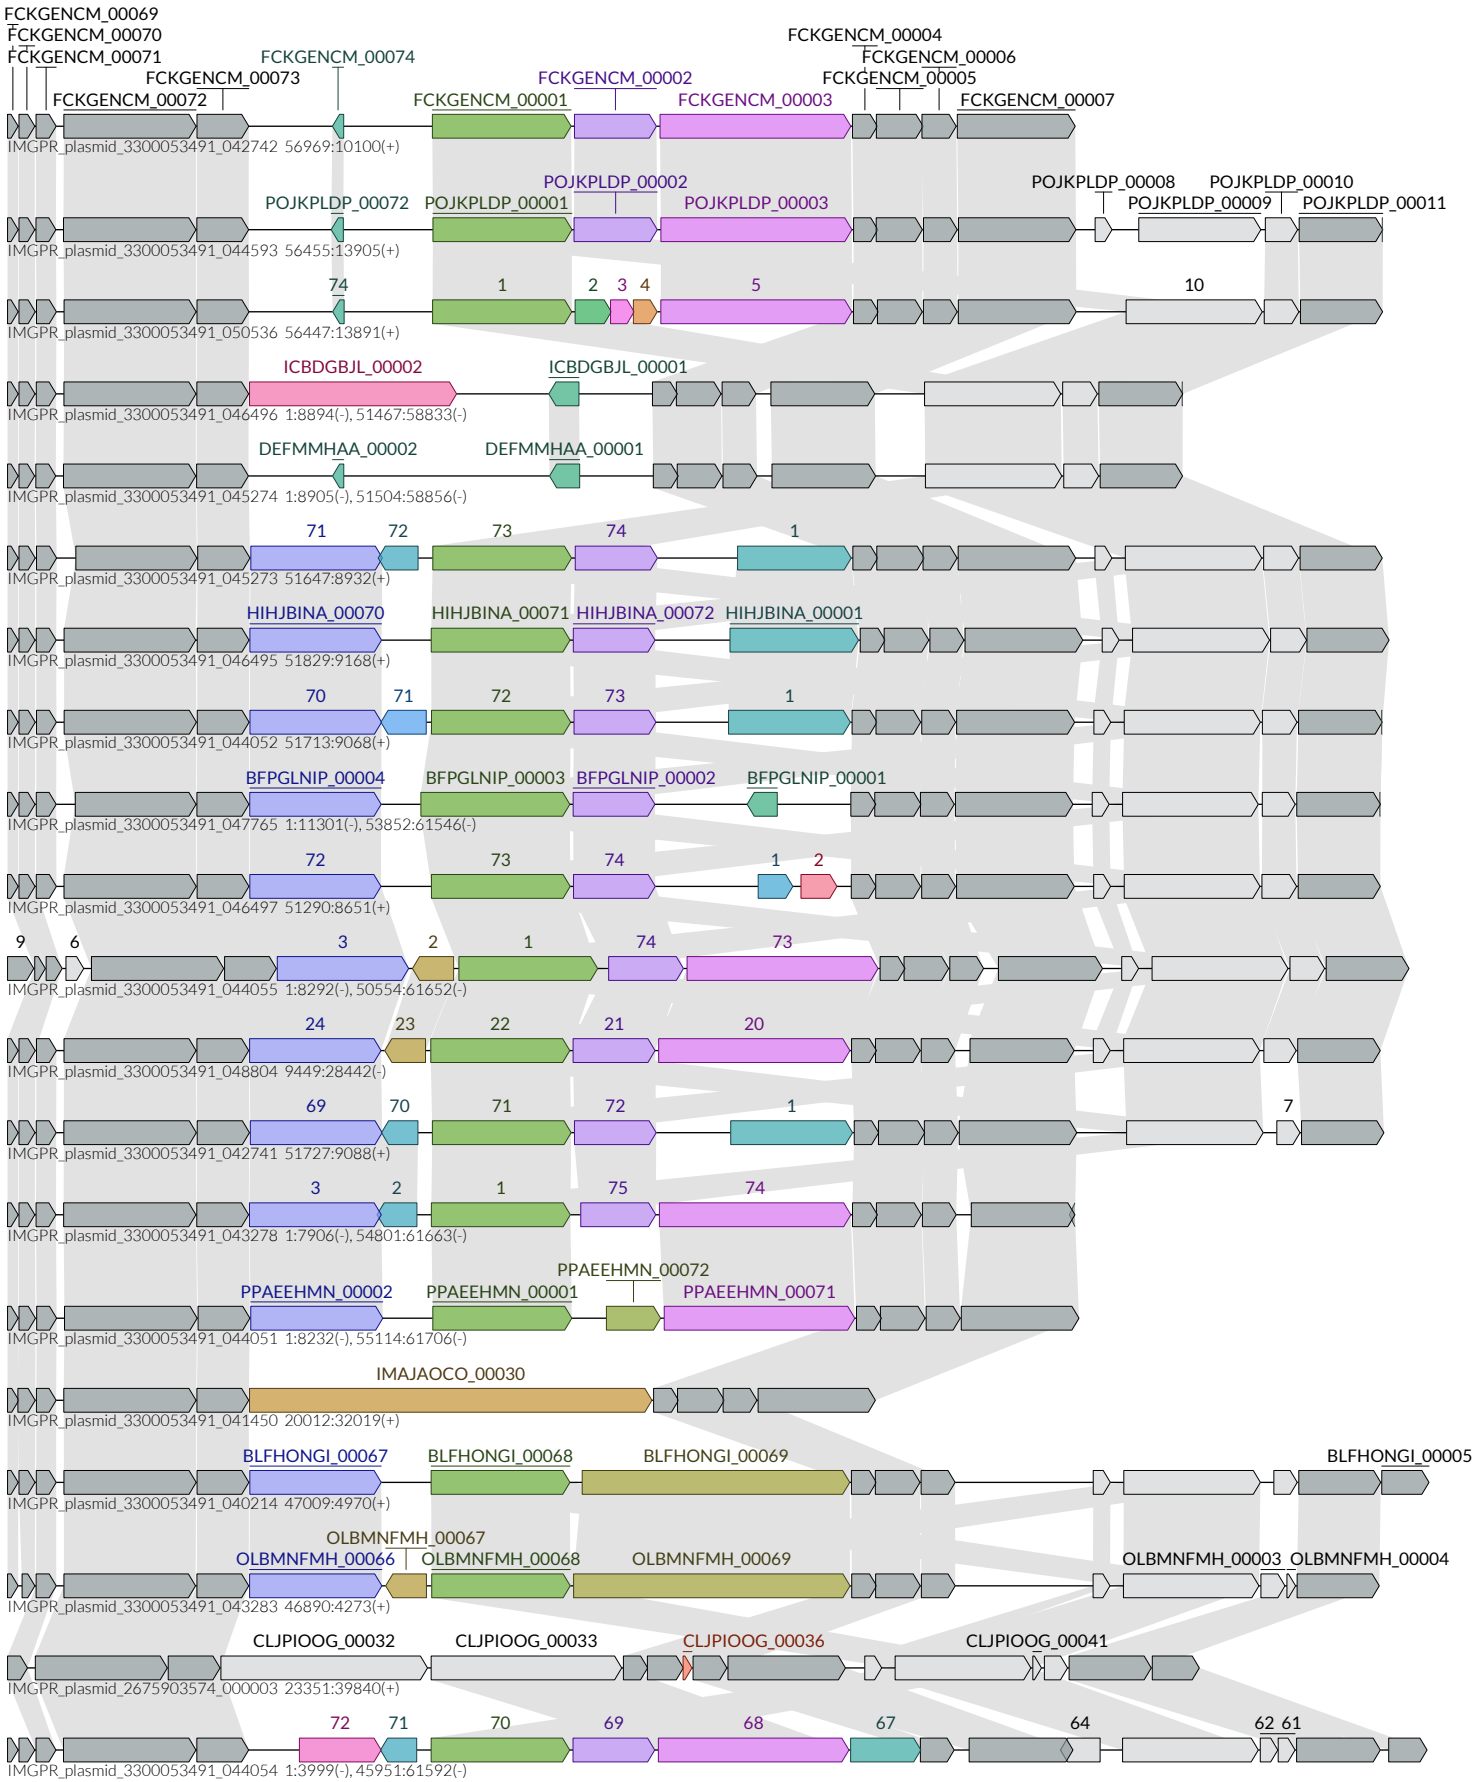 FCKGENCM_00069
FCKGENCM_00070 FCKGENCM_00004
FCKGENCM_00071 FCKGENCM_00074 FCKGENCM_00006
FCKGENCM_00073 FCKGENCM_00002 FCKGENCM_00005
FCKGENCM_00072 FCKGENCM_00001 FCKGENCM_00003 FCKGENCM_00007
IMGPR_plasmid_3300053491_042742 56969:10100(+)
POJKPLDP_00002 POJKPLDP_00008 POJKPLDP_00010
POJKPLDP_00072 POJKPLDP_00001 POJKPLDP_00003 POJKPLDP_00009 POJKPLDP_00011
IMGPR_plasmid_3300053491_044593 56455:13905(+)
74 1 2 3 4 5 10
IMGPR_plasmid_3300053491_050536 56447:13891(+)
ICBDGBJL_00002 ICBDGBJL_00001
IMGPR_plasmid_3300053491_046496 1:8894(-), 51467:58833(-)
DEFMMHAA_00002 DEFMMHAA_00001
IMGPR_plasmid_3300053491_045274 1:8905(-), 51504:58856(-)
71 72 73 74 1
IMGPR_plasmid_3300053491_045273 51647:8932(+)
HIHJBINA_00070 HIHJBINA_00071 HIHJBINA_00072 HIHJBINA_00001
IMGPR_plasmid_3300053491_046495 51829:9168(+)
70 71 72 73 1
IMGPR_plasmid_3300053491_044052 51713:9068(+)
BFPGLNIP_00004 BFPGLNIP_00003 BFPGLNIP_00002 BFPGLNIP_00001
IMGPR_plasmid_3300053491_047765 1:11301(-), 53852:61546(-)
72 73 74 1 2
IMGPR_plasmid_3300053491_046497 51290:8651(+)
9 6 3 2 1 74 73
IMGPR_plasmid_3300053491_044055 1:8292(-), 50554:61652(-)
24 23 22 21 20
IMGPR_plasmid_3300053491_048804 9449:28442(-)
69 70 71 72 1 7
IMGPR_plasmid_3300053491_042741 51727:9088(+)
3 2 1 75 74
IMGPR_plasmid_3300053491_043278 1:7906(-), 54801:61663(-)
PPAEEHMN_00072
PPAEEHMN_00002 PPAEEHMN_00001 PPAEEHMN_00071
IMGPR_plasmid_3300053491_044051 1:8232(-), 55114:61706(-)
IMAJAOCO_00030
IMGPR_plasmid_3300053491_041450 20012:32019(+)
BLFHONGI_00067 BLFHONGI_00068 BLFHONGI_00069 BLFHONGI_00005
IMGPR_plasmid_3300053491_040214 47009:4970(+)
OLBMNFMH_00067
OLBMNFMH_00066 OLBMNFMH_00068 OLBMNFMH_00069 OLBMNFMH_00003 OLBMNFMH_00004
IMGPR_plasmid_3300053491_043283 46890:4273(+)
CLJPIOOG_00032 CLJPIOOG_00033 CLJPIOOG_00036 CLJPIOOG_00041
IMGPR_plasmid_2675903574_000003 23351:39840(+)
72 71 70 69 68 67 64 62 61
IMGPR_plasmid_3300053491_044054 1:3999(-), 45951:61592(-)